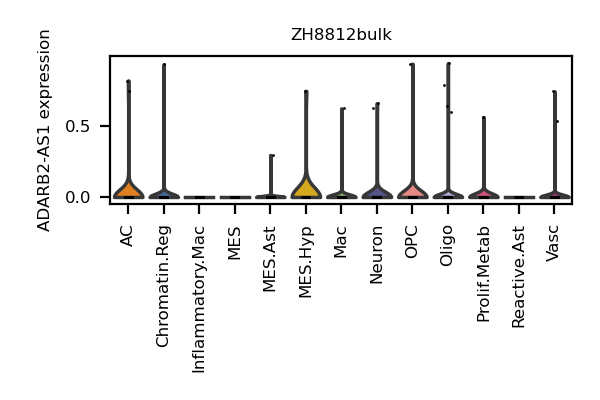 ZH8812bulk
ADARB2-AS1 expression
0.5
0.0
AC
Chromatin.Reg
Inflammatory.Mac
MES
MES.Ast
MES.Hyp
Mac
Neuron
OPC
Oligo
Prolif.Metab
Reactive.Ast
Vasc